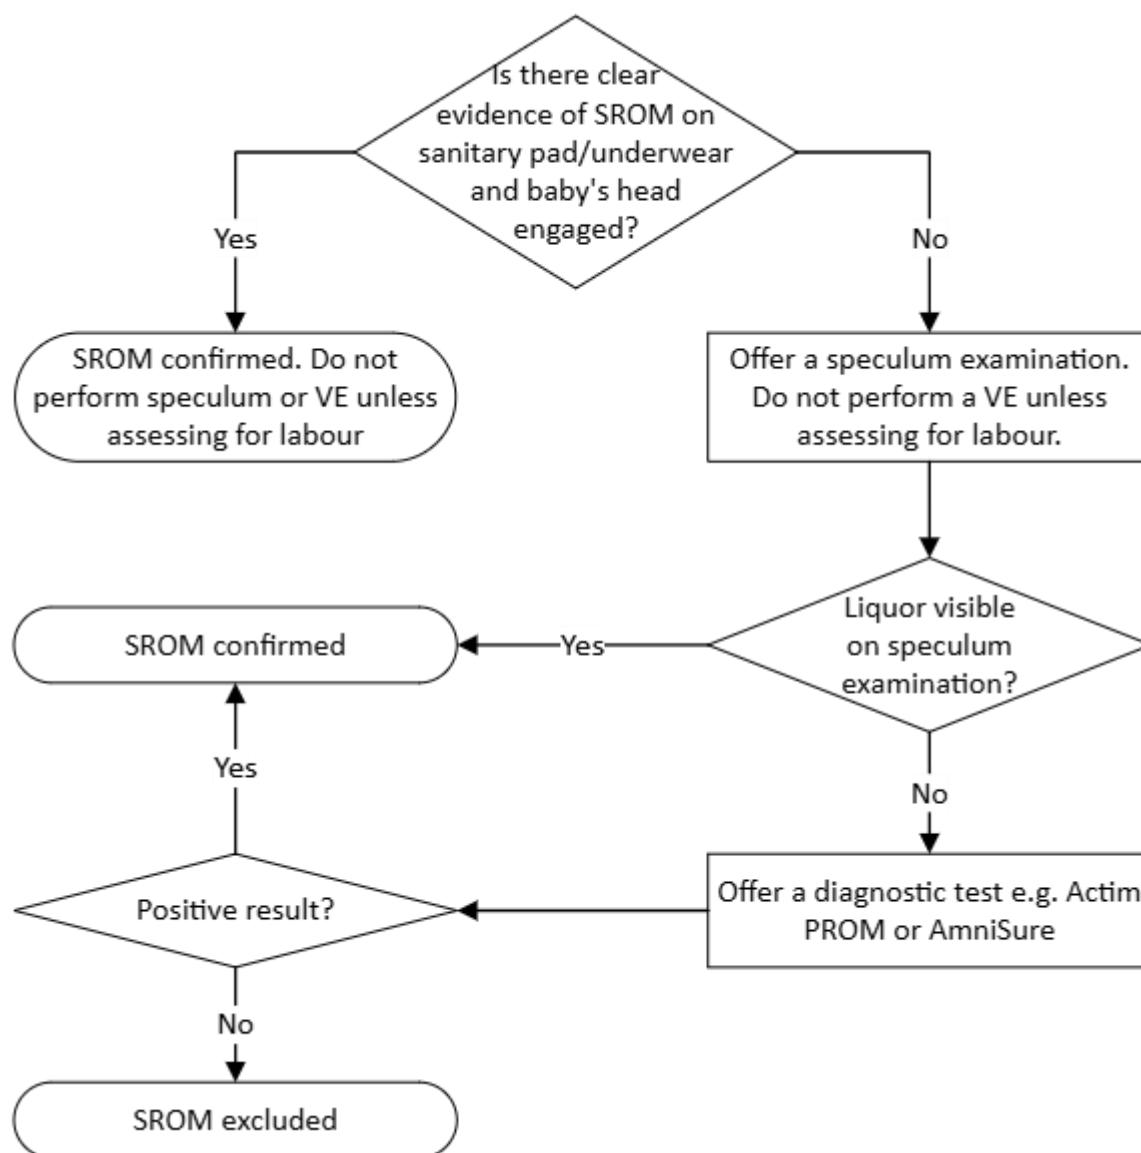 Is there clear
evidence of SROM on
sanitary pad/underwear
and baby's head
engaged?
Yes
No
SROM confirmed. Do not
perform speculum or VE unless
assessing for labour
Offer a speculum examination.
Do not perform a VE unless
assessing for labour.
Liquor visible
on speculum
examination?
Yes
SROM confirmed
Yes
No
Offer a diagnostic test e.g. Actim
PROM or AmniSure
Positive result?
No
SROM excluded